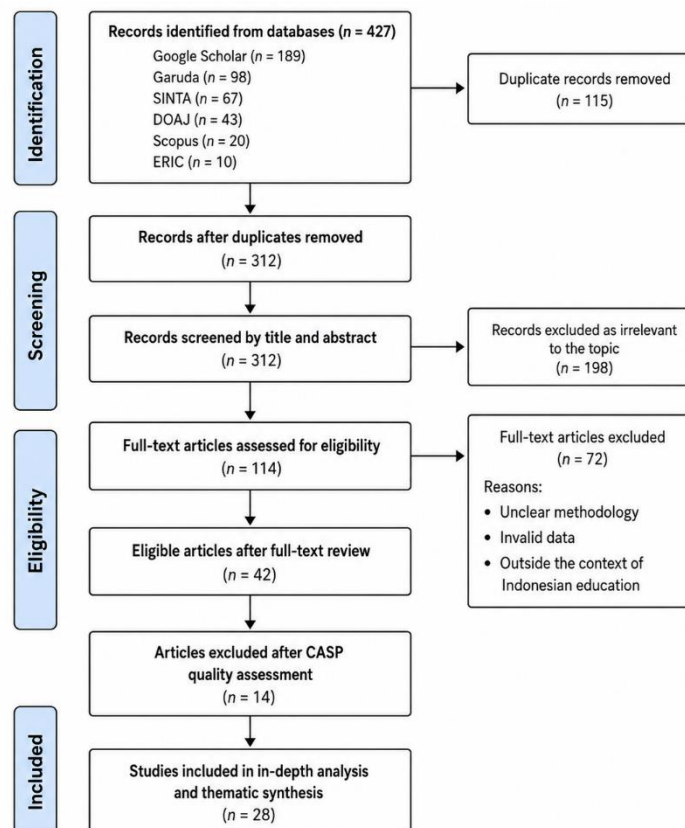 Identification
Records identified from databases (n = 427)
Google Scholar (n = 189)
Garuda (n = 98)
SINTA (n = 67)
DOAJ (n = 43)
Scopus (n = 20)
ERIC (n = 10)
Duplicate records removed
(n = 115)
Screening
Records after duplicates removed
(n = 312)
Records screened by title and abstract
(n = 312)
Records excluded as irrelevant
to the topic
(n = 198)
Eligibility
Full-text articles assessed for eligibility
(n = 114)
Full-text articles excluded
(n = 72)
Reasons:
• Unclear methodology
• Invalid data
• Outside the context of
Indonesian education
Eligible articles after full-text review
(n = 42)
Articles excluded after CASP
quality assessment
(n = 14)
Included
Studies included in in-depth analysis
and thematic synthesis
(n = 28)